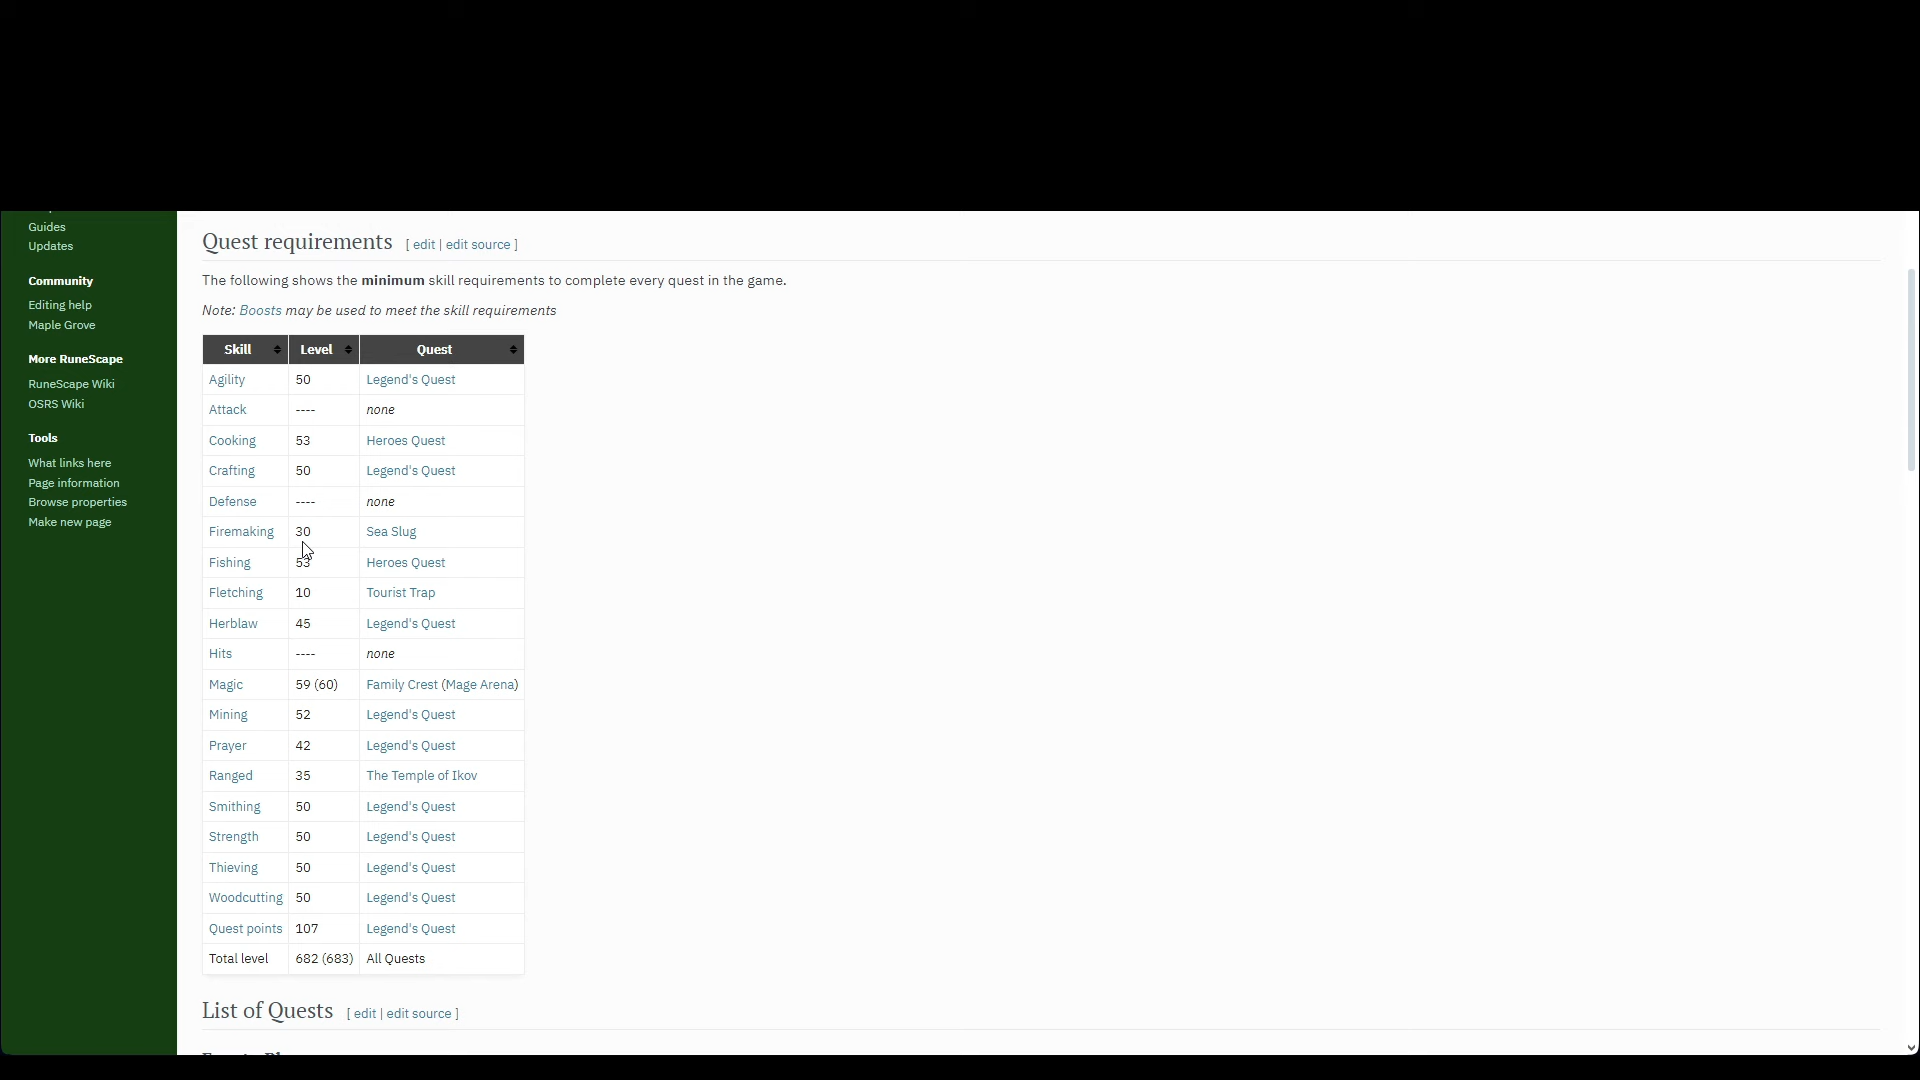 Guides
Updates
Community
Editing help
Maple Grove
More RuneScape
RuneScape Wiki
OSRS Wiki
Tools
What links here
Page information
Browse properties
Make new page
Quest requirements [ edit | edit source ]
The following shows the minimum skill requirements to complete every quest in the game.
Note: Boosts may be used to meet the skill requirements
Skill Level Quest
Agility 50 Legend's Quest
Attack ---- none
Cooking 53 Heroes Quest
Crafting 50 Legend's Quest
Defense ---- none
Firemaking 30 Sea Slug
Fishing 53 Heroes Quest
Fletching 10 Tourist Trap
Herblaw 45 Legend's Quest
Hits ---- none
Magic 59 (60) Family Crest (Mage Arena)
Mining 52 Legend's Quest
Prayer 42 Legend's Quest
Ranged 35 The Temple of Ikov
Smithing 50 Legend's Quest
Strength 50 Legend's Quest
Thieving 50 Legend's Quest
Woodcutting 50 Legend's Quest
Quest points 107 Legend's Quest
Total level 682 (683) All Quests
List of Quests [ edit | edit source ]